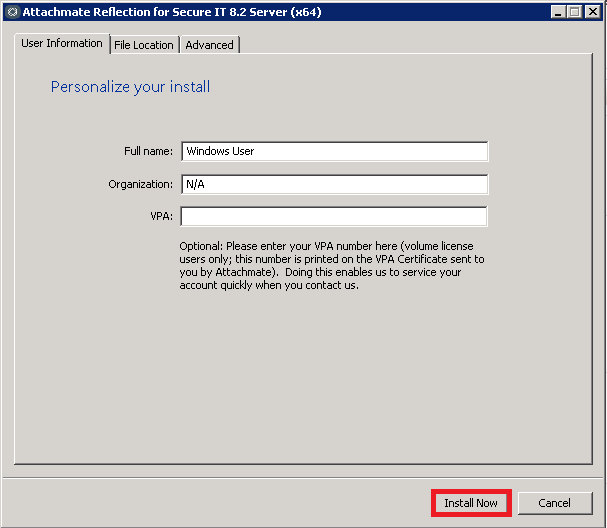 Attachmate Reflection for Secure IT 8.2 Server (x64)
User Information File Location Advanced
Personalize your install
Full name: Windows User
Organization: N/A
VPA:
Optional: Please enter your VPA number here (volume license
users only; this number is printed on the VPA Certificate sent to
you by Attachmate). Doing this enables us to service your
account quickly when you contact us.
Install Now Cancel